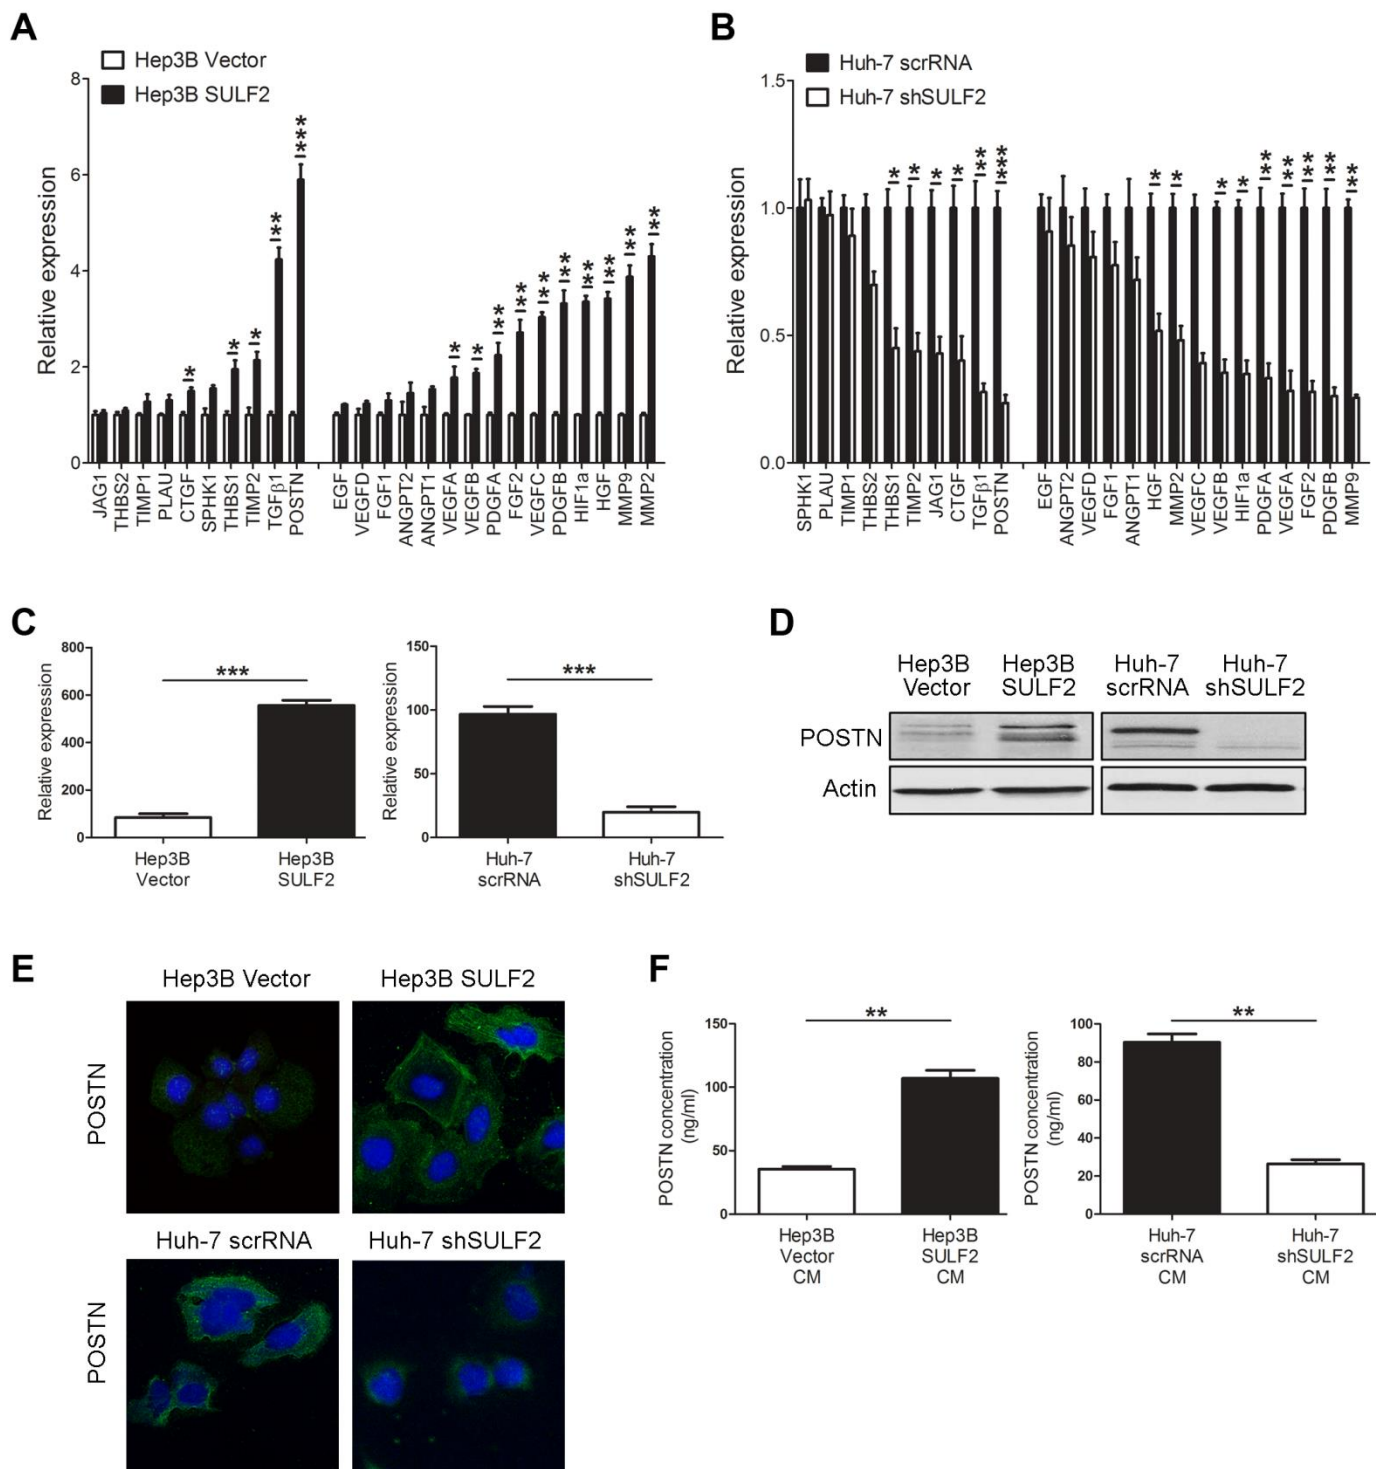 A
Hep3B Vector
Hep3B SULF2
Relative expression
8
6
4
2
0
***
**
*
*
*
**
**
**
**
**
**
**
**
*
*
JAG1
THBS2
TIMP1
PLAU
CTGF
SPHK1
THBS1
TIMP2
TGFβ1
POSTN
EGF
VEGFD
FGF1
ANGPT2
ANGPT1
VEGFA
VEGFB
PDGFA
FGF2
VEGFC
PDGFB
HIF1a
HGF
MMP9
MMP2
B
Huh-7 scrRNA
Huh-7 shSULF2
Relative expression
1.5
1.0
0.5
0.0
*
*
*
*
**
***
*
*
*
*
**
**
**
**
**
SPHK1
PLAU
TIMP1
THBS2
THBS1
TIMP2
JAG1
CTGF
TGFβ1
POSTN
EGF
ANGPT2
VEGFD
FGF1
ANGPT1
HGF
MMP2
VEGFC
VEGFB
HIF1a
PDGFA
VEGFA
FGF2
PDGFB
MMP9
C
Relative expression
800
600
400
200
0
***
Hep3B
Vector
Hep3B
SULF2
Relative expression
150
100
50
0
***
Huh-7
scrRNA
Huh-7
shSULF2
D
Hep3B
Vector
Hep3B
SULF2
Huh-7
scrRNA
Huh-7
shSULF2
POSTN
Actin
E
Hep3B Vector
Hep3B SULF2
POSTN
Huh-7 scrRNA
Huh-7 shSULF2
POSTN
F
POSTN concentration
(ng/ml)
150
100
50
0
**
Hep3B
Vector
CM
Hep3B
SULF2
CM
POSTN concentration
(ng/ml)
100
80
60
40
20
0
**
Huh-7
scrRNA
CM
Huh-7
shSULF2
CM